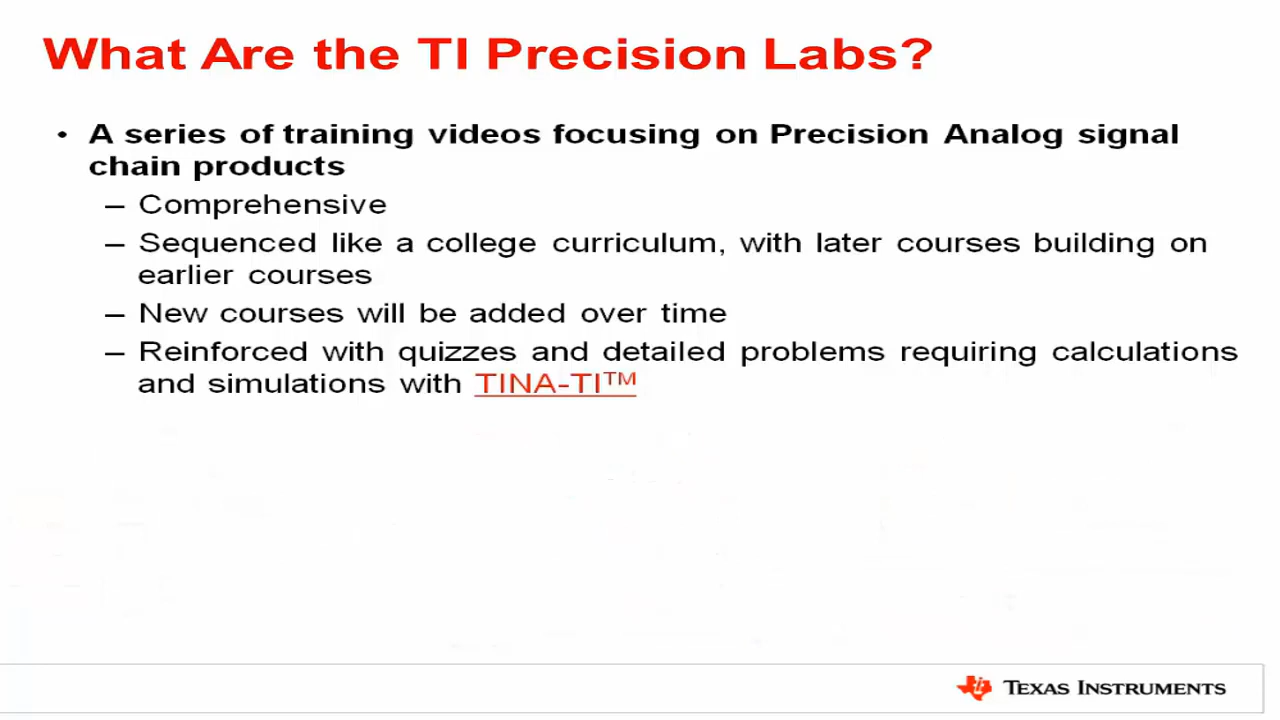 What Are the TI Precision Labs?
• A series of training videos focusing on Precision Analog signal
chain products
– Comprehensive
– Sequenced like a college curriculum, with later courses building on
earlier courses
– New courses will be added over time
– Reinforced with quizzes and detailed problems requiring calculations
and simulations with TINA-TI™
TEXAS INSTRUMENTS